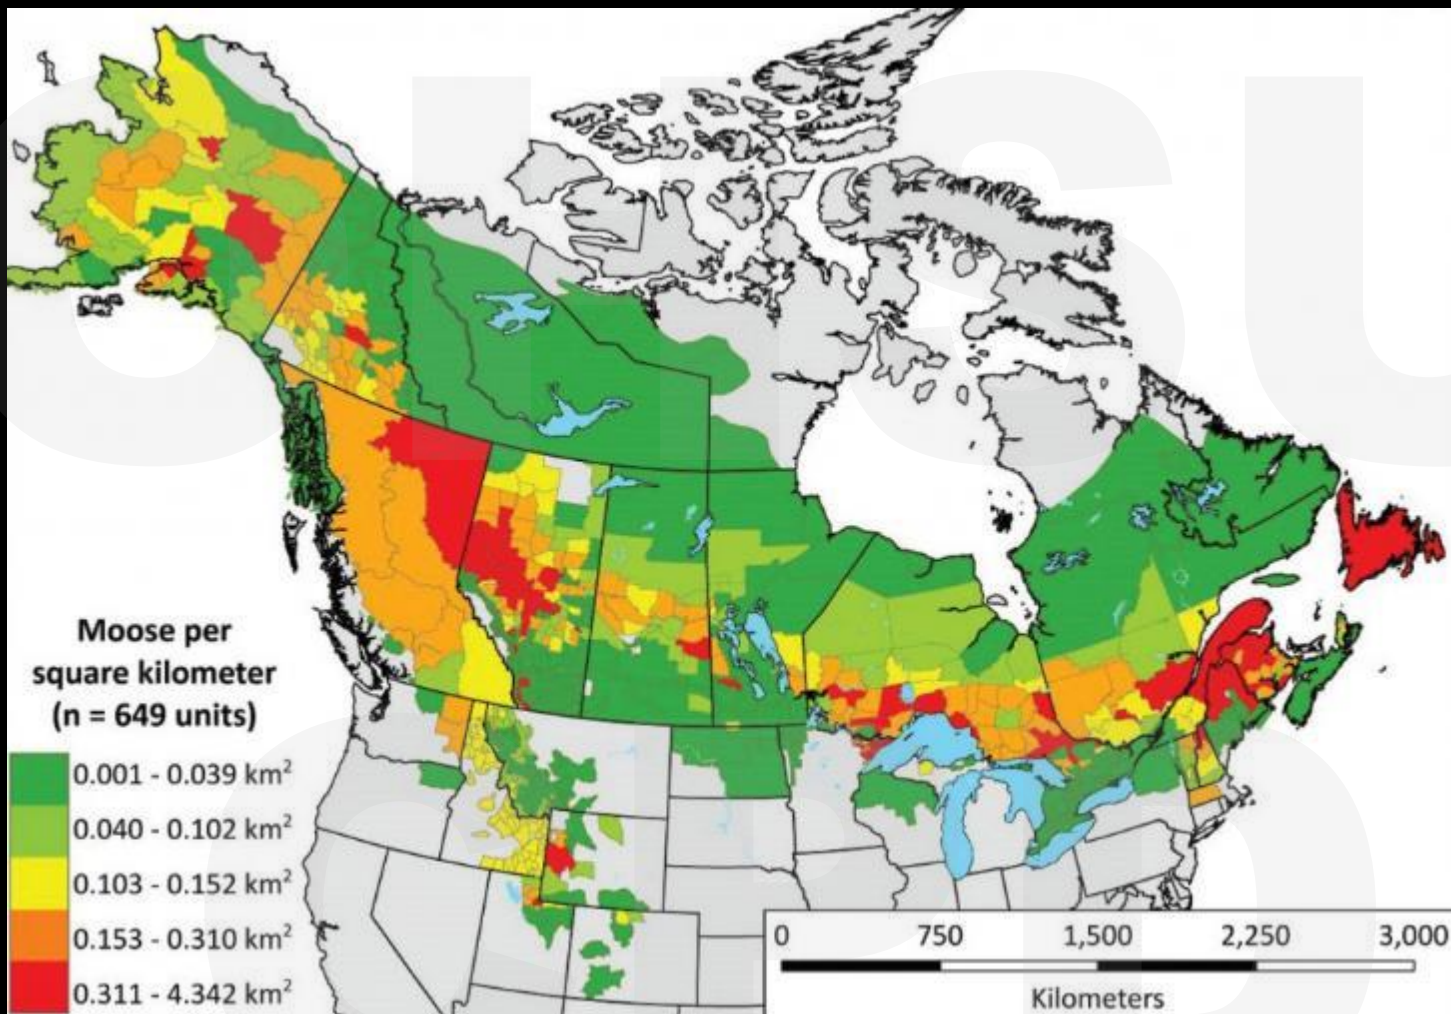 Moose per
square kilometer
(n = 649 units)
0.001 - 0.039 km²
0.040 - 0.102 km²
0.103 - 0.152 km²
0.153 - 0.310 km²
0.311 - 4.342 km²
0 750 1,500 2,250 3,000
Kilometers